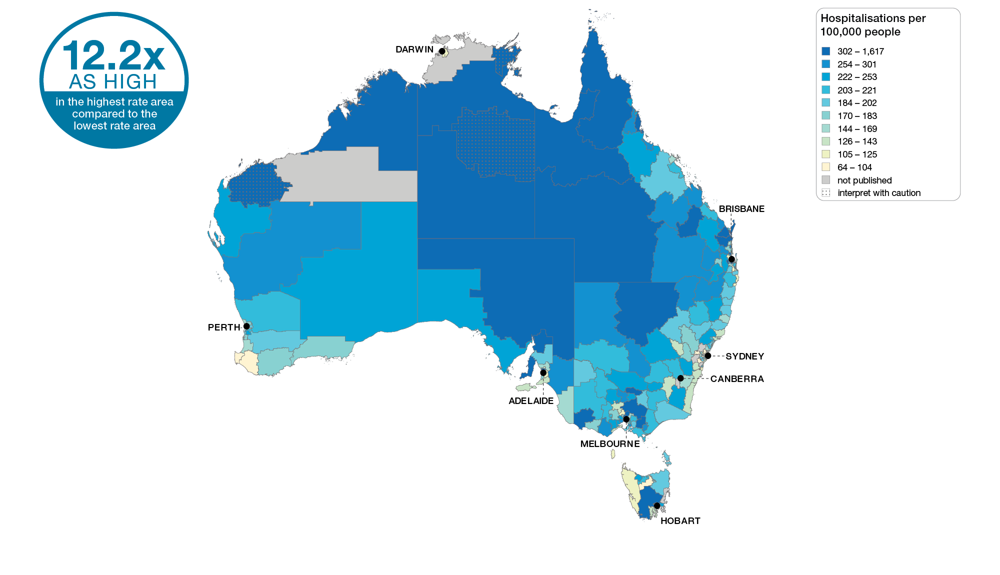 12.2x
AS HIGH
in the highest rate area
compared to the
lowest rate area
Hospitalisations per
100,000 people
302 – 1,617
254 – 301
222 – 253
203 – 221
184 – 202
170 – 183
144 – 169
126 – 143
105 – 125
64 – 104
not published
interpret with caution
DARWIN
BRISBANE
PERTH
SYDNEY
CANBERRA
ADELAIDE
MELBOURNE
HOBART